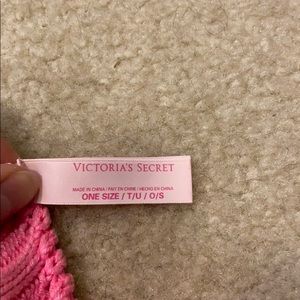 VICTORIA'S SECRET
MADE IN CHINA / FAIT EN CHINE / HECHO EN CHINA
ONE SIZE / T/U / O/S